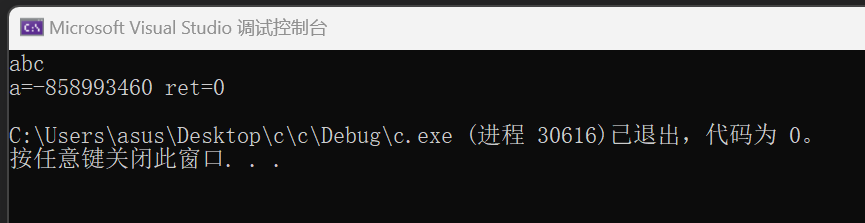 C:\ Microsoft Visual Studio 调试控制台
abc
a=-858993460 ret=0
C:\Users\asus\Desktop\c\c\Debug\c.exe (进程 30616)已退出，代码为 0。
按任意键关闭此窗口. . .